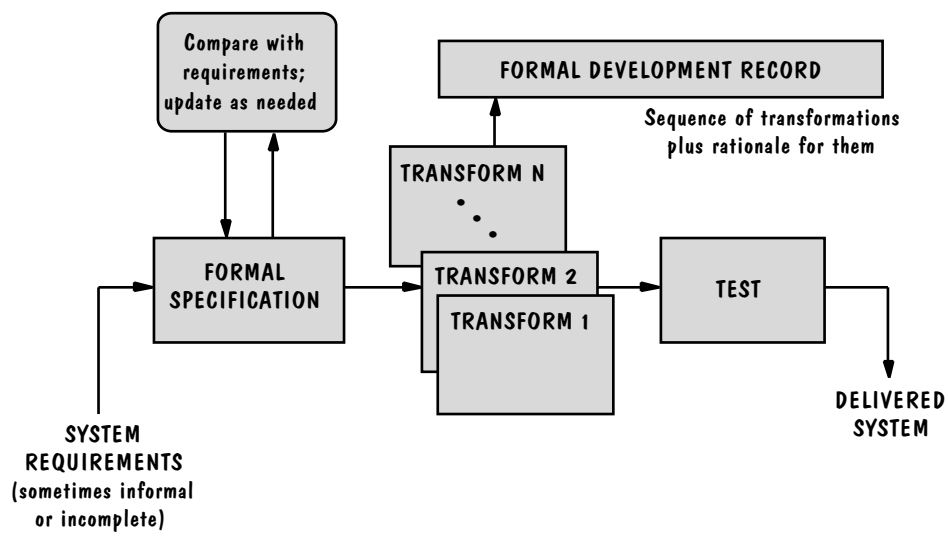 Compare with
requirements;
update as needed
FORMAL DEVELOPMENT RECORD
Sequence of transformations
plus rationale for them
TRANSFORM N
FORMAL
SPECIFICATION
TRANSFORM 2
TRANSFORM 1
TEST
DELIVERED
SYSTEM
SYSTEM
REQUIREMENTS
(sometimes informal
or incomplete)